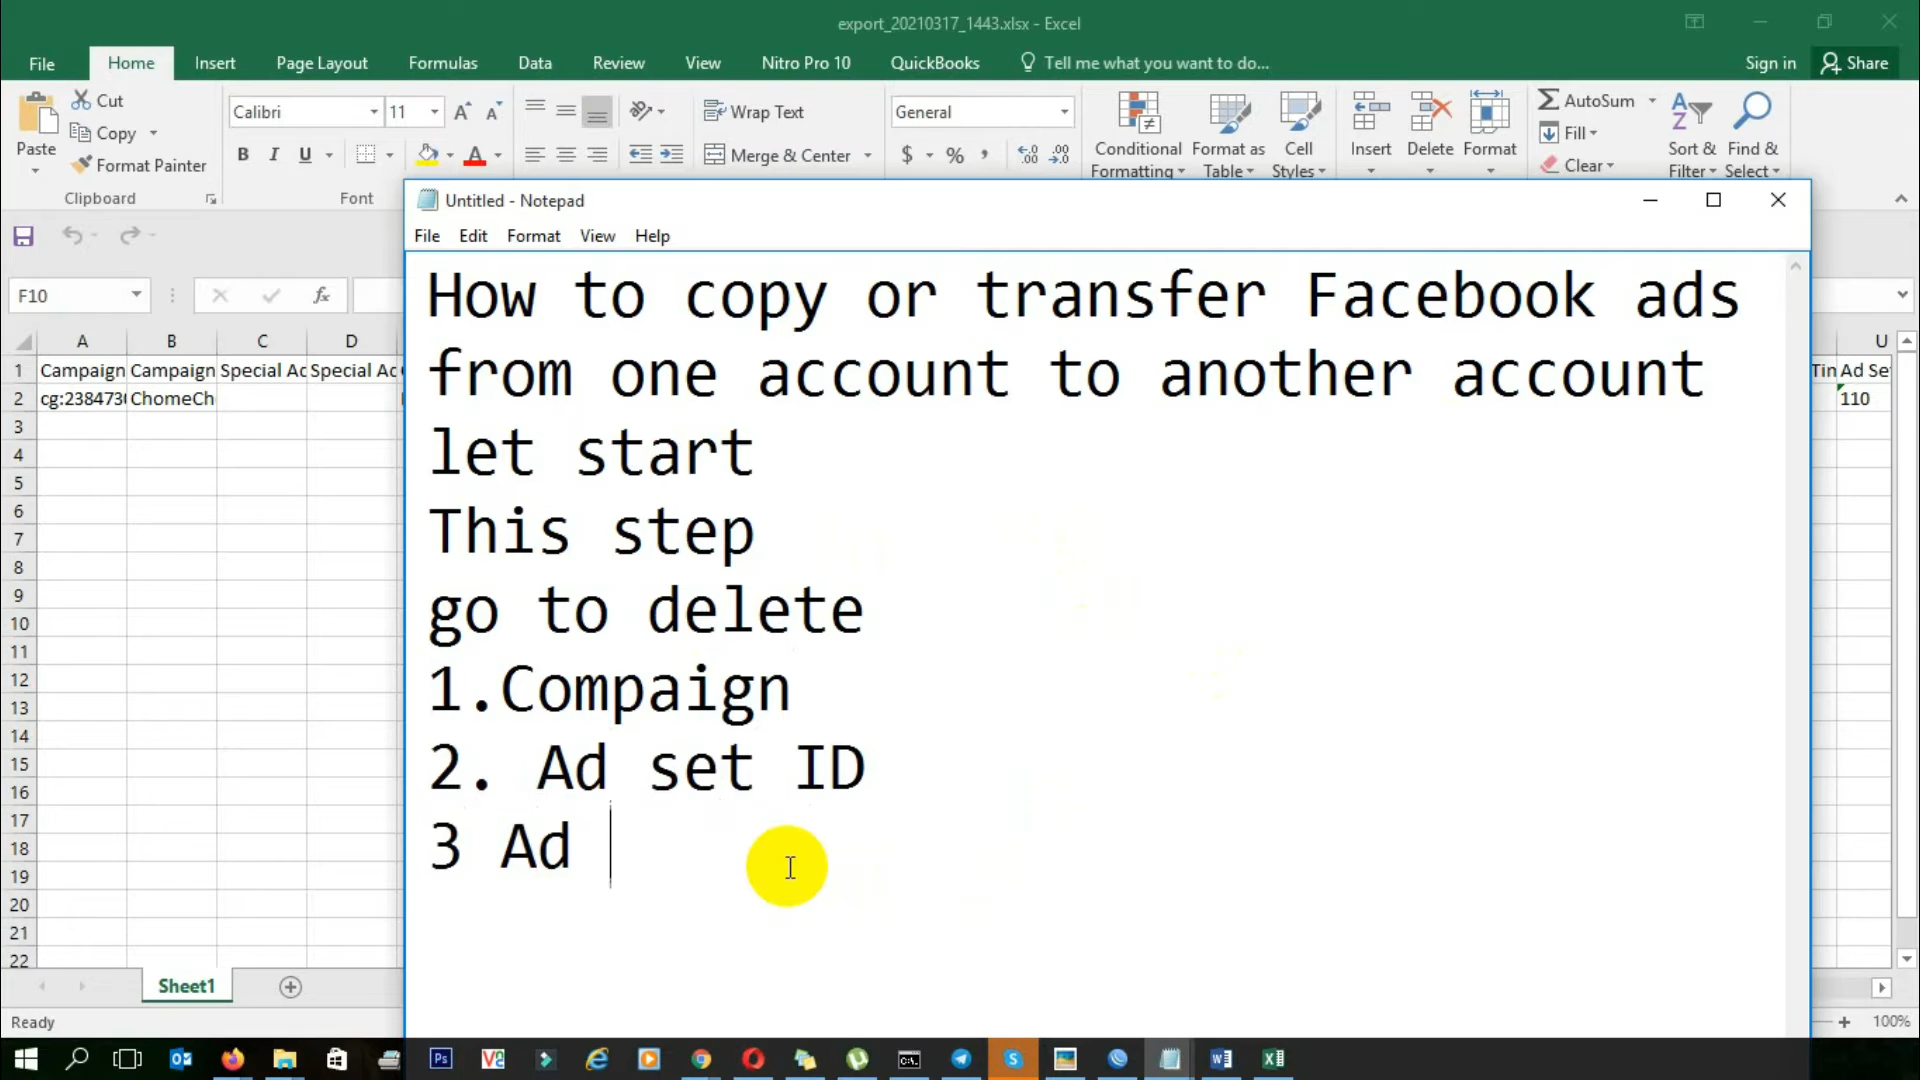 export_20210317_1443.xlsx - Excel
File Home Insert Page Layout Formulas Data Review View Nitro Pro 10 QuickBooks Tell me what you want to do... Sign in Share
Cut
Copy
Format Painter
Paste
Clipboard
Calibri 11
B I U
Font
Wrap Text
Merge & Center
General
$ %
Conditional Formatting
Format as Table
Cell Styles
Insert Delete Format
AutoSum
Fill
Clear
Sort & Filter
Find & Select
Untitled - Notepad
File Edit Format View Help
How to copy or transfer Facebook ads
from one account to another account
let start
This step
go to delete
1.Compaign
2. Ad set ID
3 Ad
F10
fx
A B C D U
1 Campaign Campaign Special Ac Special Ac Tin Ad Se
2 cg:2384730 ChomeCh 110
3
4
5
6
7
8
9
10
11
12
13
14
15
16
17
18
19
20
21
22
Sheet1
Ready
100%